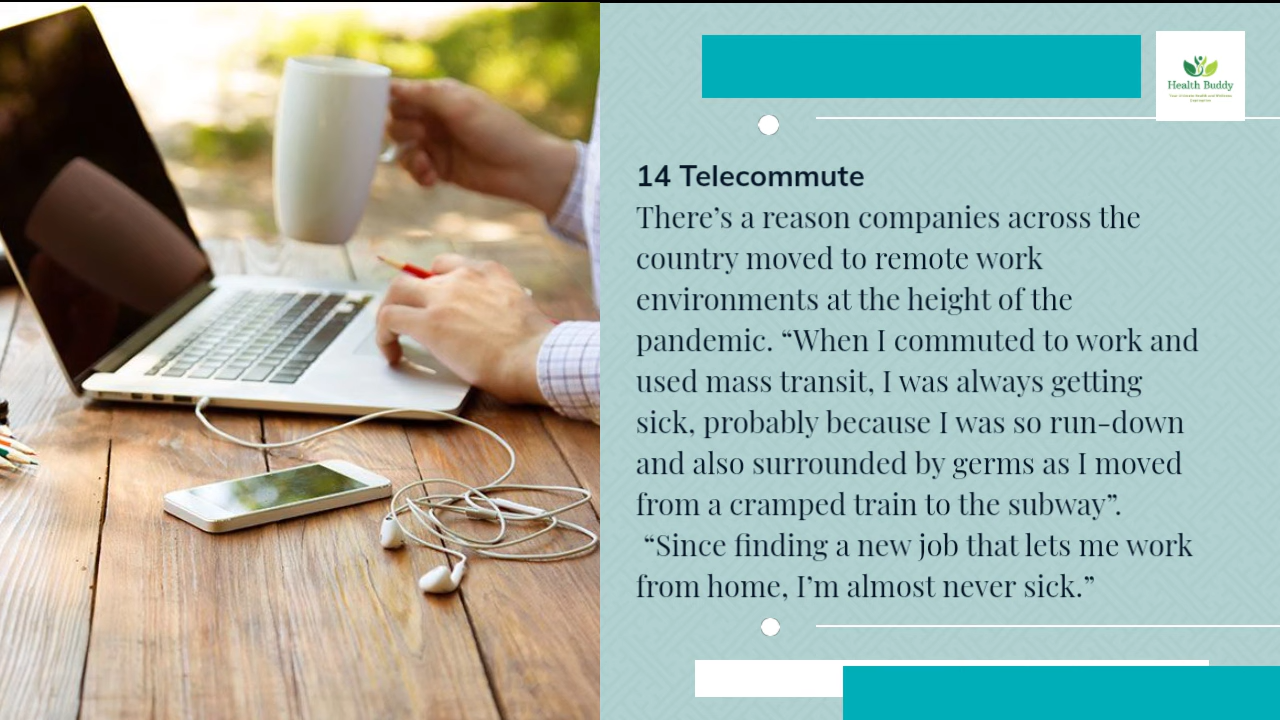 Health Buddy
14 Telecommute
There’s a reason companies across the
country moved to remote work
environments at the height of the
pandemic. “When I commuted to work and
used mass transit, I was always getting
sick, probably because I was so run-down
and also surrounded by germs as I moved
from a cramped train to the subway”.
“Since finding a new job that lets me work
from home, I’m almost never sick.”